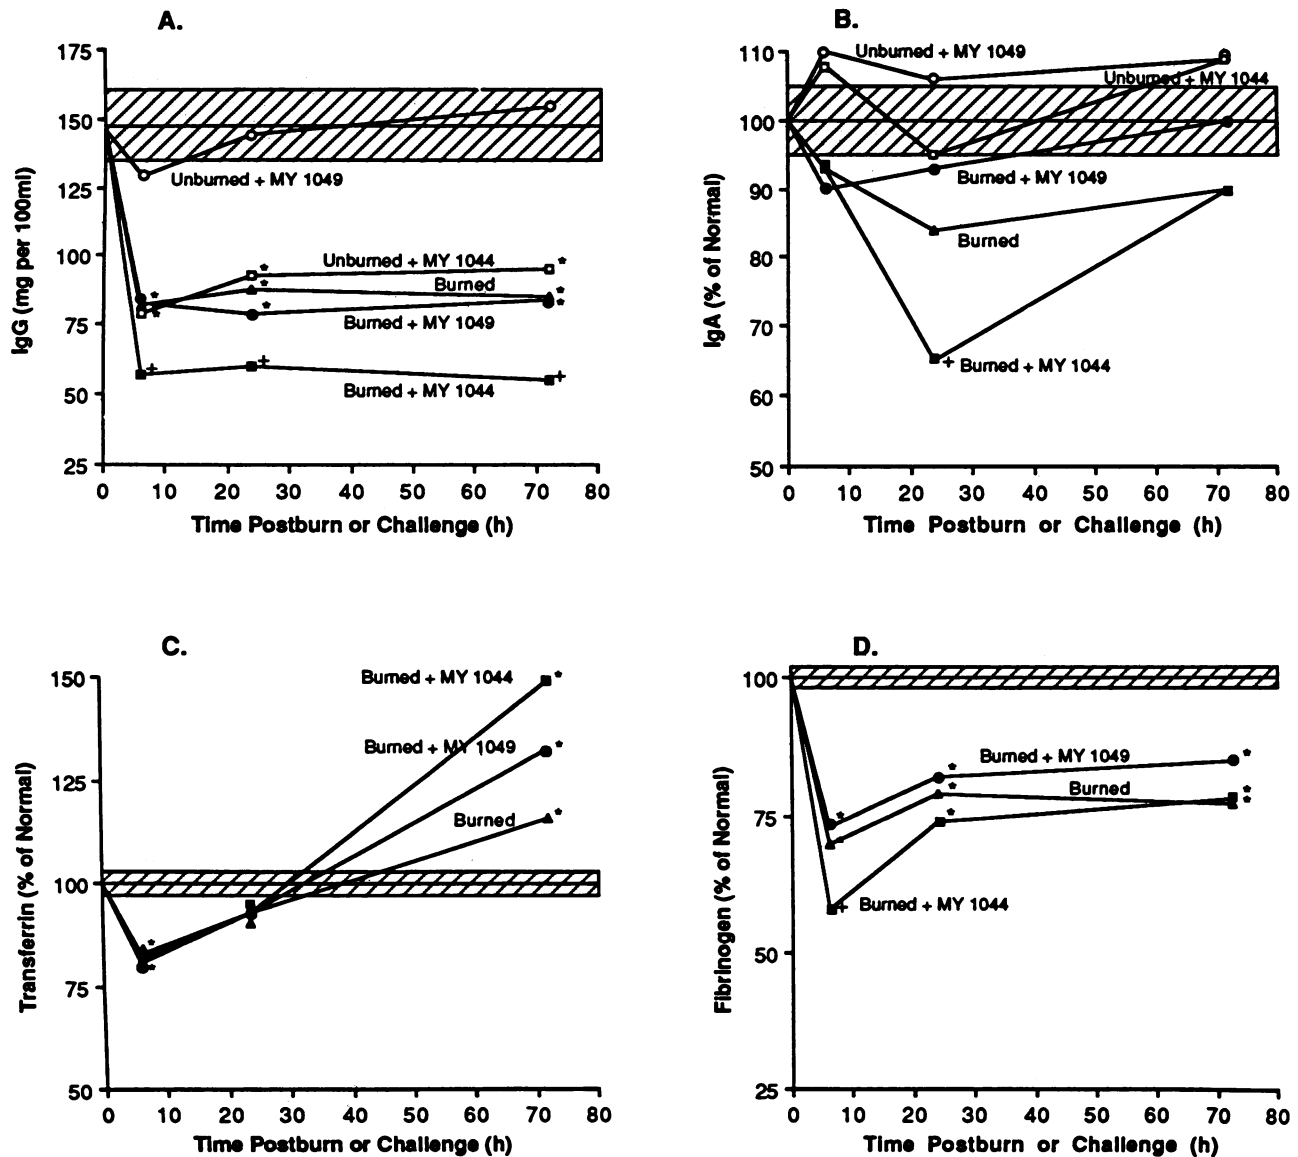 A.
IgG (mg per 100ml)
175
150
125
100
75
50
25
Unburned + MY 1049
Unburned + MY 1044
*
*
Burned
*
*
*
*
Burned + MY 1049
*
*
+
+
+
Burned + MY 1044
0 10 20 30 40 50 60 70 80
Time Postburn or Challenge (h)
B.
IgA (% of Normal)
110
100
90
80
70
60
50
Unburned + MY 1049
Unburned + MY 1044
Burned + MY 1049
Burned
+ Burned + MY 1044
0 10 20 30 40 50 60 70 80
Time Postburn or Challenge (h)
C.
Transferrin (% of Normal)
150
125
100
75
50
Burned + MY 1044 *
Burned + MY 1049 *
Burned *
*
*
0 10 20 30 40 50 60 70 80
Time Postburn or Challenge (h)
D.
Fibrinogen (% of Normal)
100
75
50
25
Burned + MY 1049 *
*
*
Burned *
*
*
*
+ Burned + MY 1044
0 10 20 30 40 50 60 70 80
Time Postburn or Challenge (h)